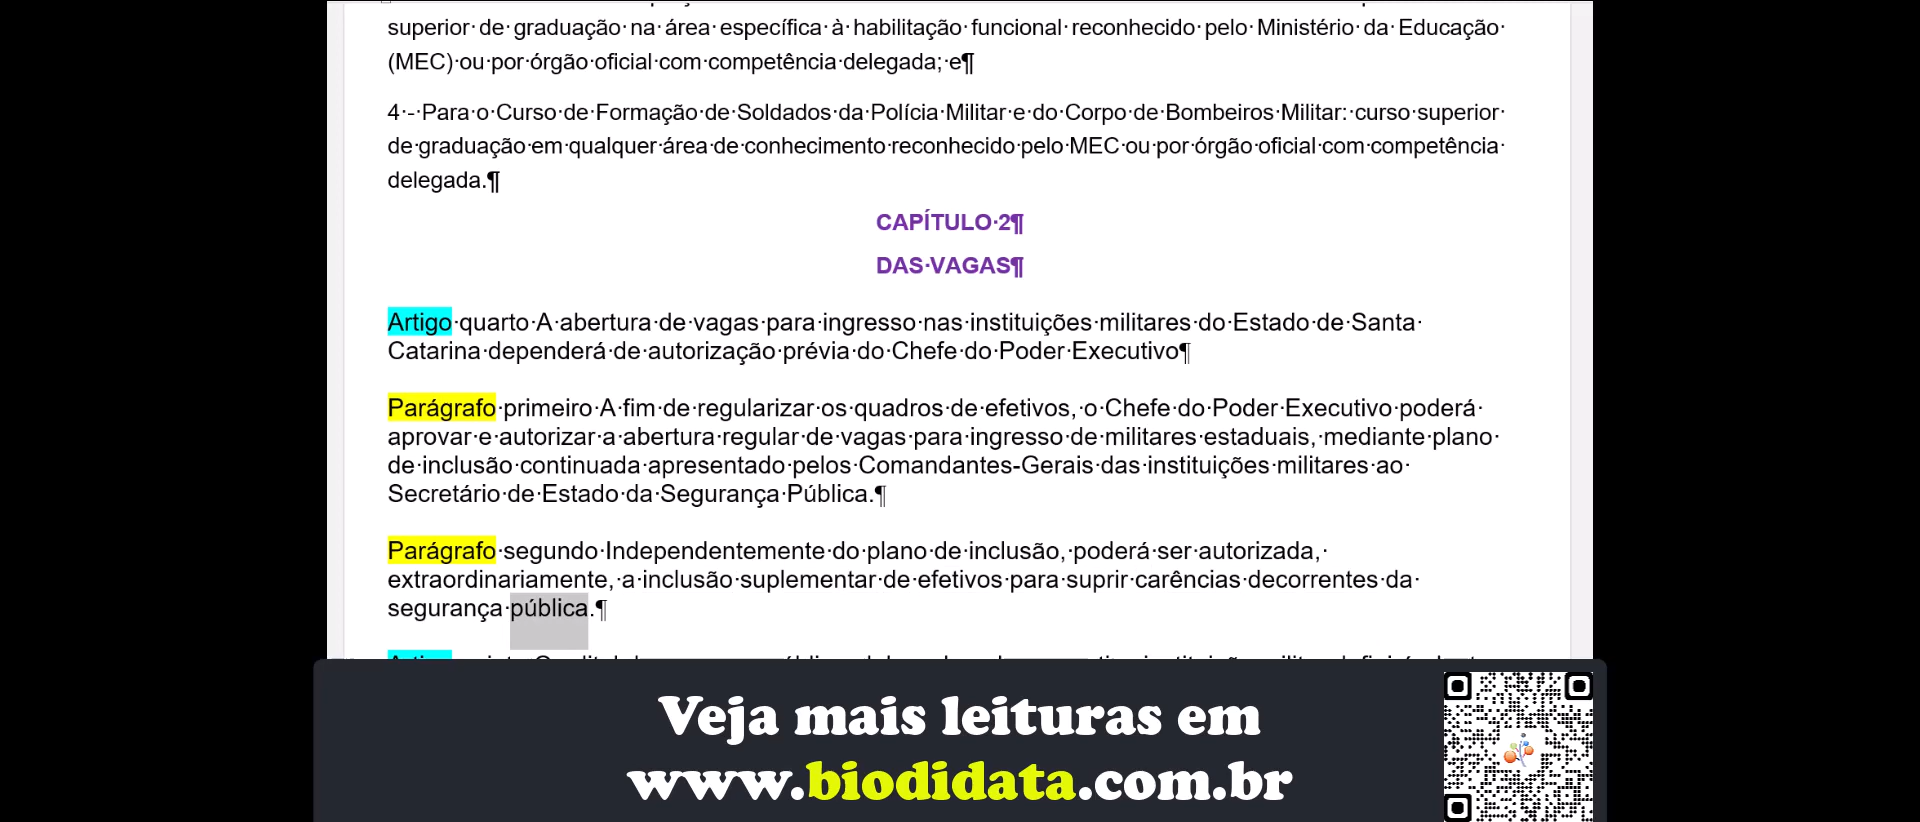 superior de graduação na área específica à habilitação funcional reconhecido pelo Ministério da Educação
(MEC) ou por órgão oficial com competência delegada; e¶
4 - Para o Curso de Formação de Soldados da Polícia Militar e do Corpo de Bombeiros Militar: curso superior
de graduação em qualquer área de conhecimento reconhecido pelo MEC ou por órgão oficial com competência
delegada.¶
CAPÍTULO 2¶
DAS VAGAS¶
Artigo quarto A abertura de vagas para ingresso nas instituições militares do Estado de Santa
Catarina dependerá de autorização prévia do Chefe do Poder Executivo¶
Parágrafo primeiro A fim de regularizar os quadros de efetivos, o Chefe do Poder Executivo poderá
aprovar e autorizar a abertura regular de vagas para ingresso de militares estaduais, mediante plano
de inclusão continuada apresentado pelos Comandantes-Gerais das instituições militares ao
Secretário de Estado da Segurança Pública.¶
Parágrafo segundo Independentemente do plano de inclusão, poderá ser autorizada,
extraordinariamente, a inclusão suplementar de efetivos para suprir carências decorrentes da
segurança pública.¶
Veja mais leituras em
www.biodidata.com.br